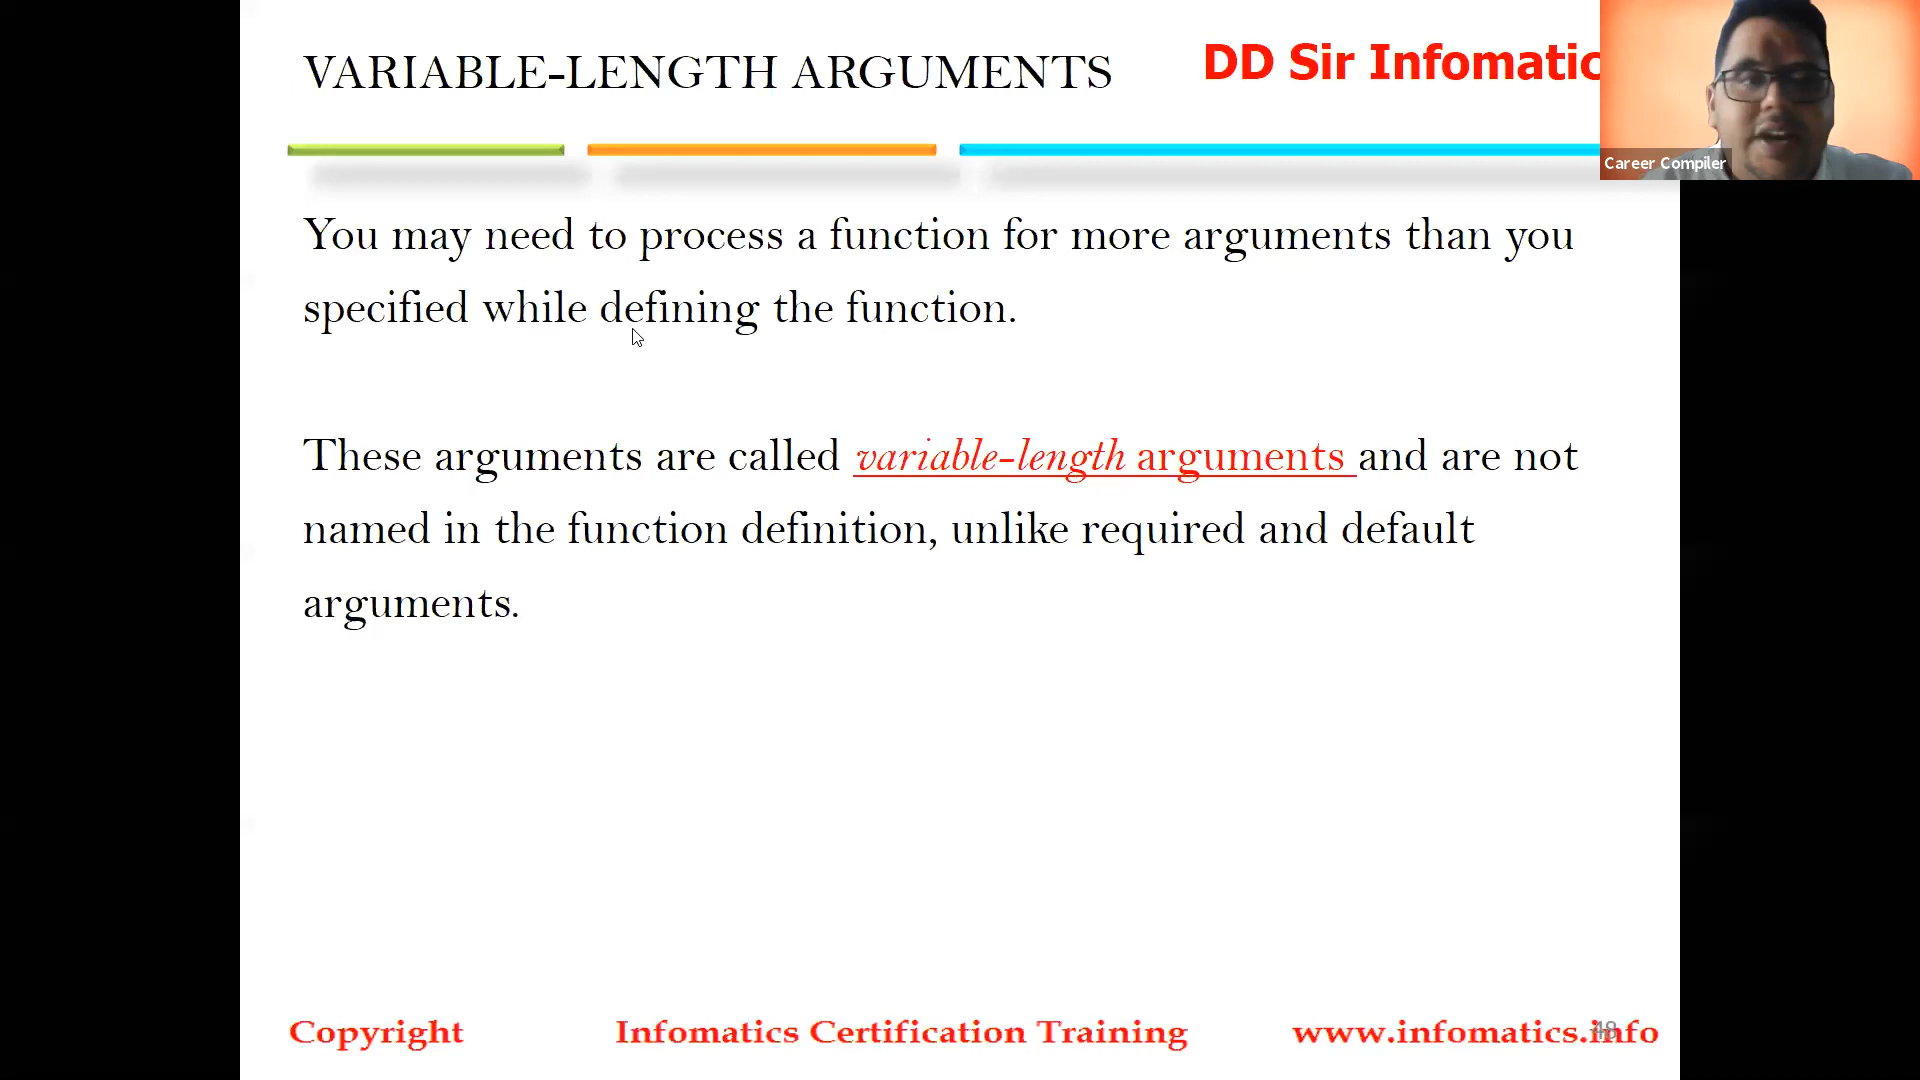 VARIABLE-LENGTH ARGUMENTS
DD Sir Infomatic
Career Compiler
You may need to process a function for more arguments than you
specified while defining the function.
These arguments are called variable-length arguments and are not
named in the function definition, unlike required and default
arguments.
Copyright
Infomatics Certification Training
www.infomatics.info
48